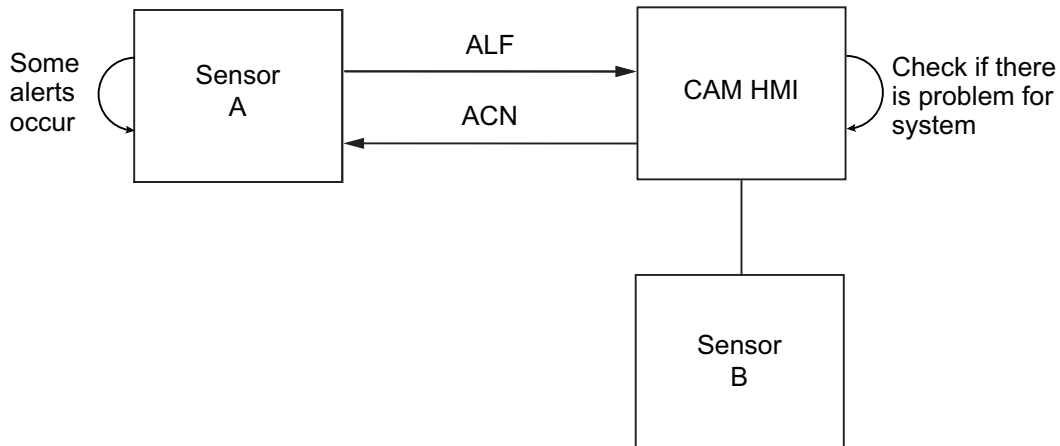 Some
alerts
occur
Sensor
A
ALF
ACN
CAM HMI
Check if there
is problem for
system
Sensor
B